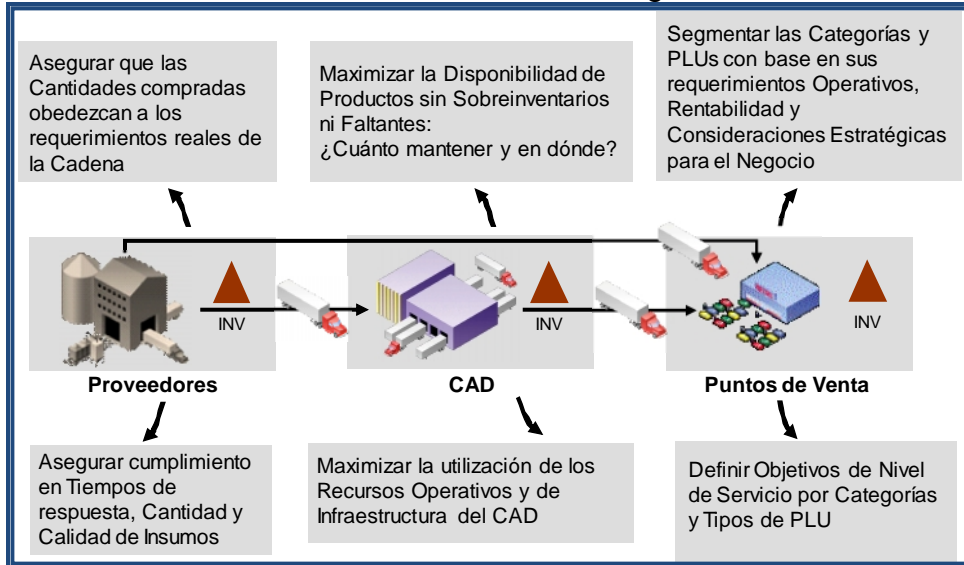 Asegurar que las
Cantidades compradas
obedezcan a los
requerimientos reales de
la Cadena
Maximizar la Disponibilidad de
Productos sin Sobreinventarios
ni Faltantes:
¿Cuánto mantener y en dónde?
Segmentar las Categorías y
PLUs con base en sus
requerimientos Operativos,
Rentabilidad y
Consideraciones Estratégicas
para el Negocio
INV
INV
INV
Proveedores
CAD
Puntos de Venta
Asegurar cumplimiento
en Tiempos de
respuesta, Cantidad y
Calidad de Insumos
Maximizar la utilización de los
Recursos Operativos y de
Infraestructura del CAD
Definir Objetivos de Nivel
de Servicio por Categorías
y Tipos de PLU